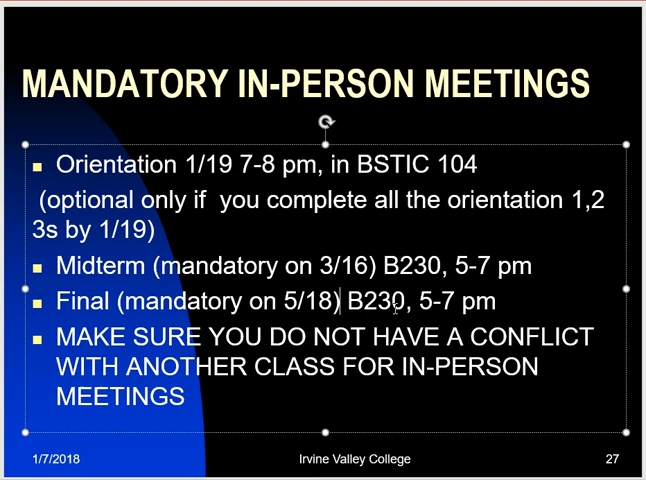 MANDATORY IN-PERSON MEETINGS
Orientation 1/19 7-8 pm, in BSTIC 104
(optional only if you complete all the orientation 1,2
3s by 1/19)
Midterm (mandatory on 3/16) B230, 5-7 pm
Final (mandatory on 5/18) B230, 5-7 pm
MAKE SURE YOU DO NOT HAVE A CONFLICT
WITH ANOTHER CLASS FOR IN-PERSON
MEETINGS
1/7/2018
Irvine Valley College
27